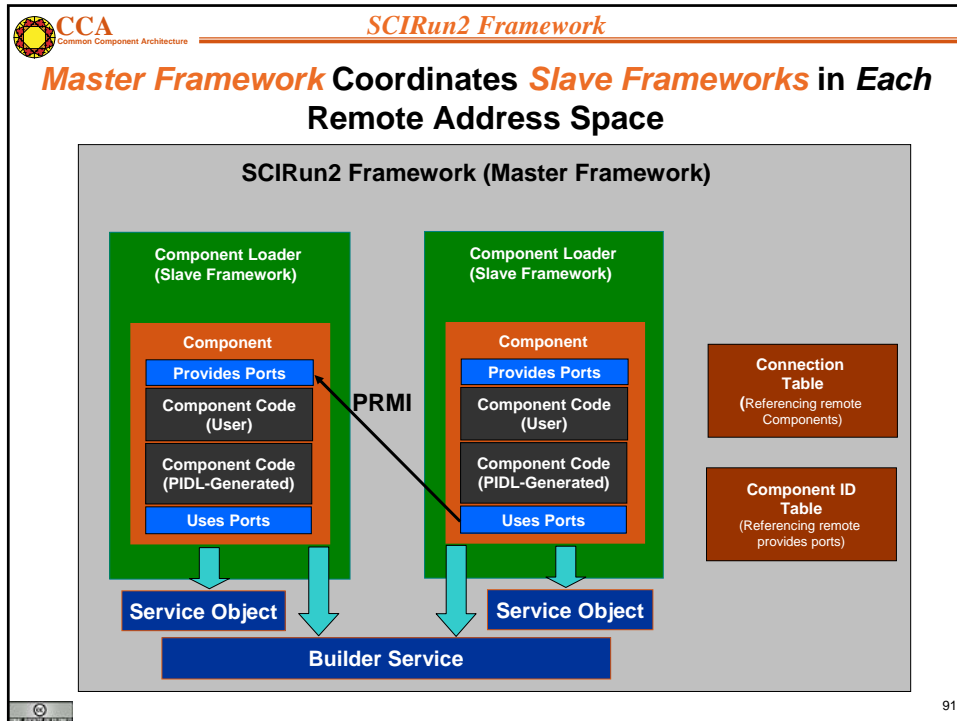 CCA
Common Component Architecture
SCIRun2 Framework
Master Framework Coordinates Slave Frameworks in Each
Remote Address Space
SCIRun2 Framework (Master Framework)
Component Loader
(Slave Framework)
Component
Provides Ports
Component Code
(User)
Component Code
(PIDL-Generated)
Uses Ports
PRMI
Component Loader
(Slave Framework)
Component
Provides Ports
Component Code
(User)
Component Code
(PIDL-Generated)
Uses Ports
Connection
Table
(Referencing remote
Components)
Component ID
Table
(Referencing remote
provides ports)
Service Object
Service Object
Builder Service
91